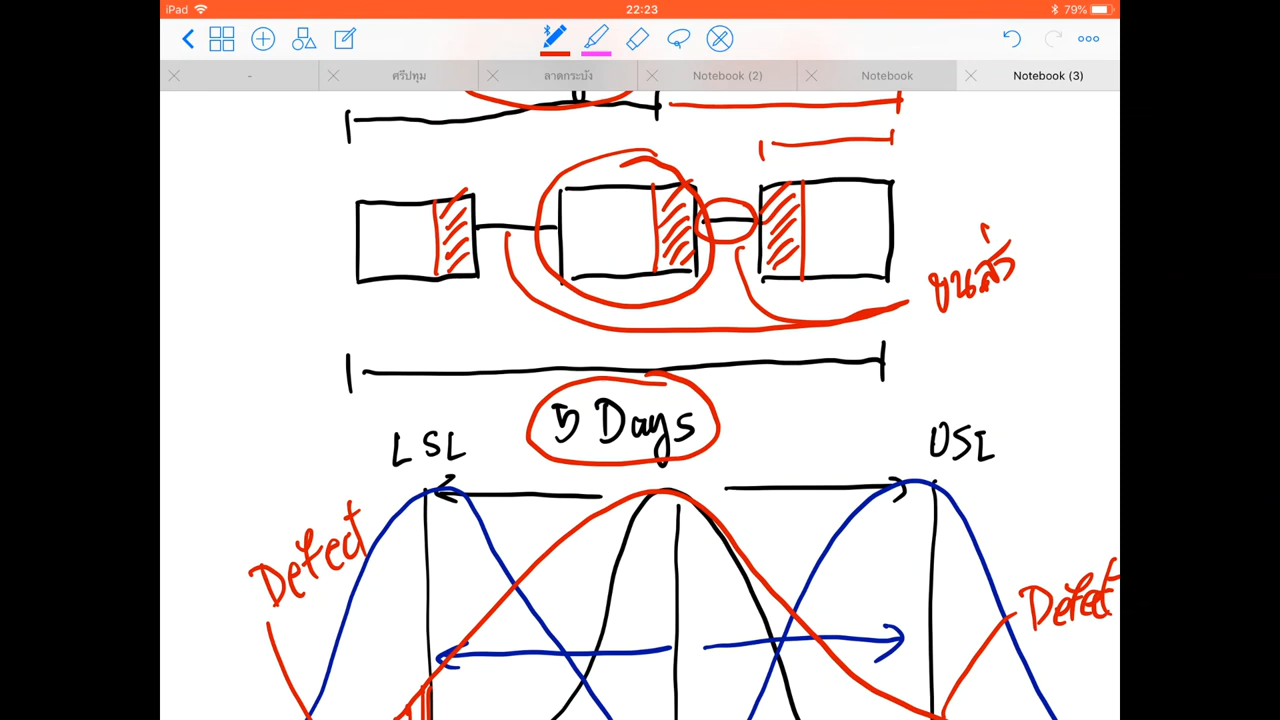 iPad
22:23
79%
-
ศรีปทุม
ลาดกระบัง
Notebook (2)
Notebook
Notebook (3)
ขนส่ง
5 Days
LSL
USL
Defect
Defect